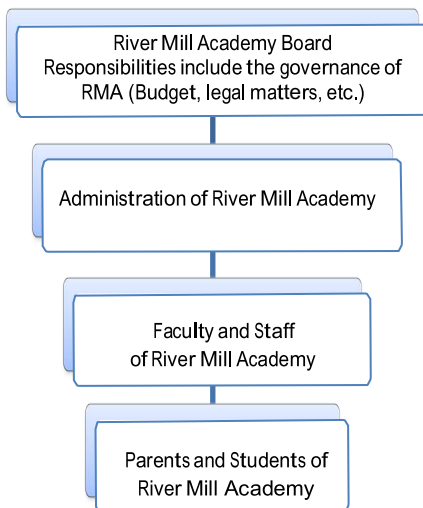 River Mill Academy Board
Responsibilities include the governance of
RMA (Budget, legal matters, etc.)
Administration of River Mill Academy
Faculty and Staff
of River Mill Academy
Parents and Students of
River Mill Academy